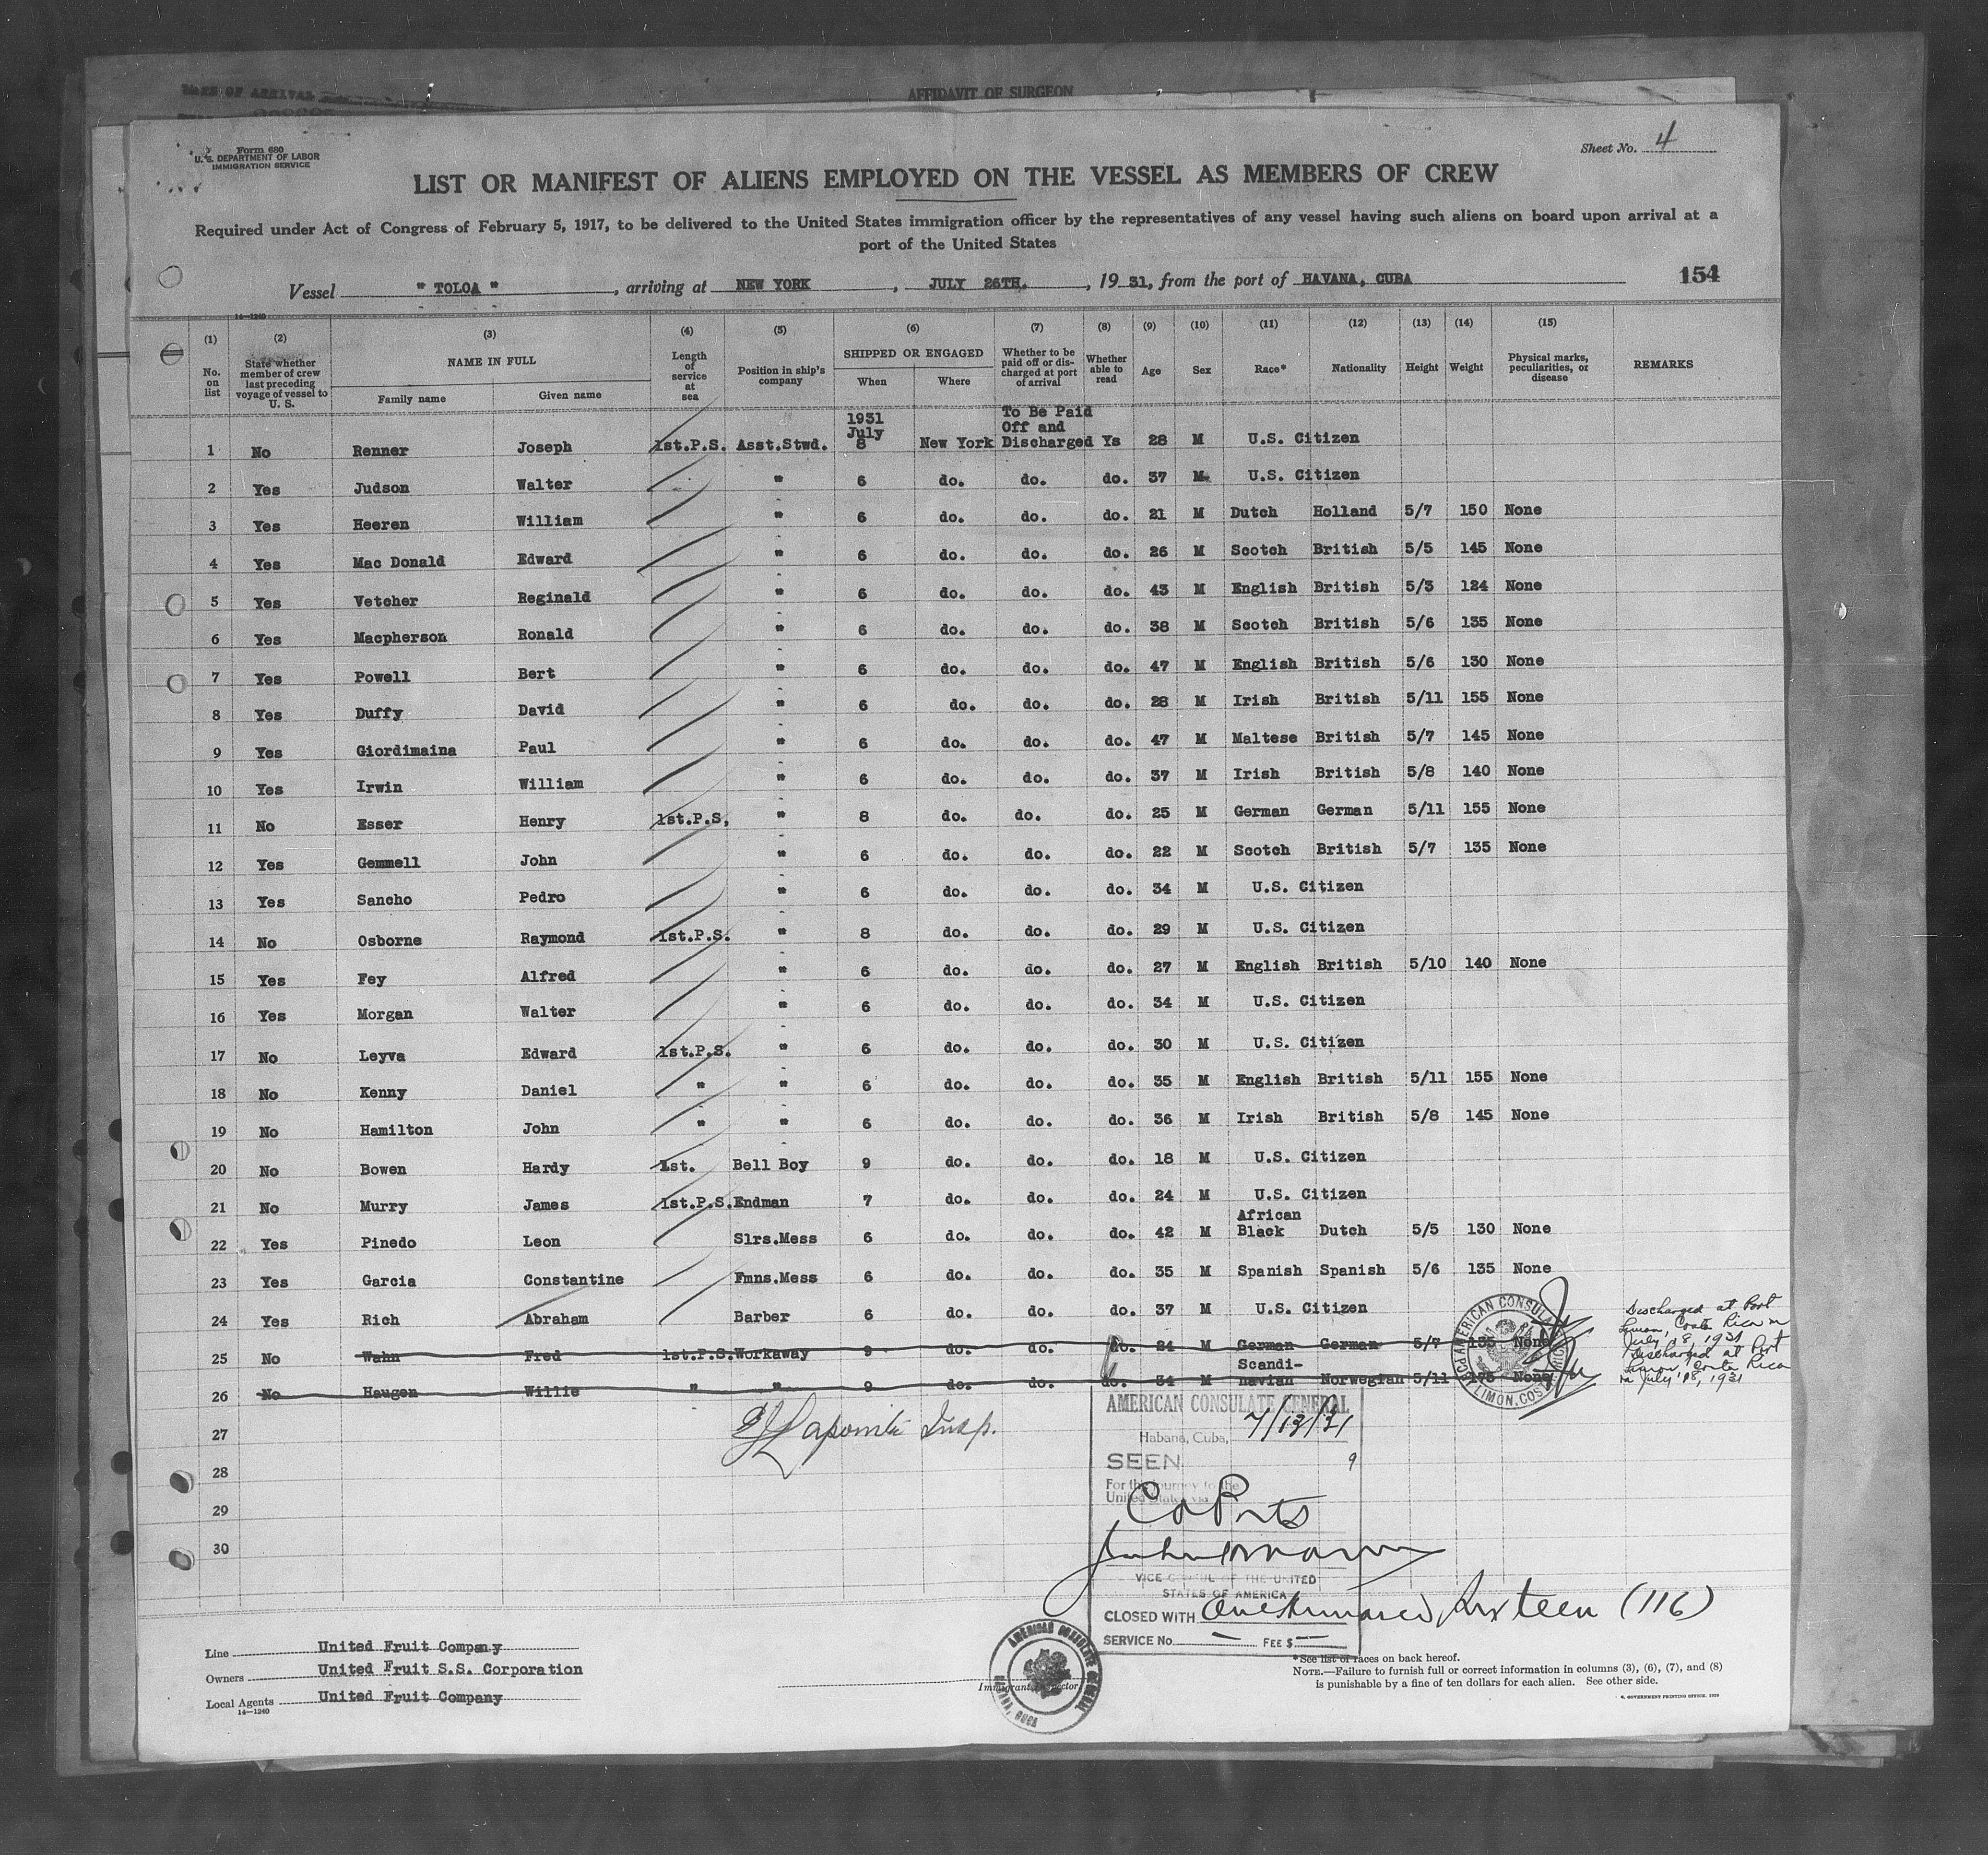 AFFIDAVIT OF SURGEON
Form 680
U. S. DEPARTMENT OF LABOR
IMMIGRATION SERVICE
Sheet No. 4
LIST OR MANIFEST OF ALIENS EMPLOYED ON THE VESSEL AS MEMBERS OF CREW
Required under Act of Congress of February 5, 1917, to be delivered to the United States immigration officer by the representatives of any vessel having such aliens on board upon arrival at a
port of the United States
Vessel " TOLOA " , arriving at NEW YORK , JULY 26TH. , 19 31, from the port of HAVANA, CUBA
154
14—1240
(1) (2) (3) (4) (5) (6) (7) (8) (9) (10) (11) (12) (13) (14) (15)
No. on list
State whether member of crew last preceding voyage of vessel to U. S.
NAME IN FULL
Family name Given name
Length of service at sea
Position in ship's company
SHIPPED OR ENGAGED
When Where
Whether to be paid off or discharged at port of arrival
Whether able to read
Age Sex Race* Nationality Height Weight
Physical marks, peculiarities, or disease
REMARKS
1931
July
To Be Paid
Off and
1 No Renner Joseph 1st.P.S. Asst.Stwd. 8 New York Discharged Ys 28 M U.S. Citizen
2 Yes Judson Walter " 6 do. do. do. 37 M U.S. Citizen
3 Yes Heeren William " 6 do. do. do. 21 M Dutch Holland 5/7 150 None
4 Yes Mac Donald Edward " 6 do. do. do. 26 M Scotch British 5/5 145 None
5 Yes Vetcher Reginald " 6 do. do. do. 43 M English British 5/3 124 None
6 Yes Macpherson Ronald " 6 do. do. do. 38 M Scotch British 5/6 135 None
7 Yes Powell Bert " 6 do. do. do. 47 M English British 5/6 130 None
8 Yes Duffy David " 6 do. do. do. 28 M Irish British 5/11 155 None
9 Yes Giordimaina Paul " 6 do. do. do. 47 M Maltese British 5/7 145 None
10 Yes Irwin William " 6 do. do. do. 37 M Irish British 5/8 140 None
11 No Esser Henry 1st.P.S, " 8 do. do. do. 25 M German German 5/11 155 None
12 Yes Gemmell John " 6 do. do. do. 22 M Scotch British 5/7 135 None
13 Yes Sancho Pedro " 6 do. do. do. 34 M U.S. Citizen
14 No Osborne Raymond 1st.P.S. " 8 do. do. do. 29 M U.S. Citizen
15 Yes Fey Alfred " 6 do. do. do. 27 M English British 5/10 140 None
16 Yes Morgan Walter " 6 do. do. do. 34 M U.S. Citizen
17 No Leyva Edward 1st.P.S. " 6 do. do. do. 30 M U.S. Citizen
18 No Kenny Daniel " " 6 do. do. do. 35 M English British 5/11 155 None
19 No Hamilton John " " 6 do. do. do. 36 M Irish British 5/8 145 None
20 No Bowen Hardy 1st. Bell Boy 9 do. do. do. 18 M U.S. Citizen
21 No Murry James 1st.P.S. Endman 7 do. do. do. 24 M U.S. Citizen
African
22 Yes Pinedo Leon Slrs.Mess 6 do. do. do. 42 M Black Dutch 5/5 130 None
23 Yes Garcia Constantine Fmns.Mess 6 do. do. do. 35 M Spanish Spanish 5/6 135 None
24 Yes Rich Abraham Barber 6 do. do. do. 37 M U.S. Citizen
25 No Wahn Fred 1st.P.S. Workaway 9 do. do. do. 24 M German German 5/7 135 None
Discharged at Port
Limon, Costa Rica on
July 18, 1931
Scandi-
26 No Haugen Willie " " 9 do. do. do. 34 M navian Norwegian 5/11 175 None
Discharged at Port
Limon, Costa Rica
on July 18, 1931
AMERICAN CONSULATE
LIMON, COSTA RICA
27
28
29
30
Lapointe Insp.
AMERICAN CONSULATE GENERAL
Habana, Cuba,
SEEN
9
For the journey to the
United States via
VICE CONSUL OF THE UNITED
STATES OF AMERICA
CLOSED WITH One hundred sixteen (116)
SERVICE No. — FEE $ —
AMERICAN CONSULATE GENERAL
HAVANA, CUBA
Immigrant Inspector
Line United Fruit Company
Owners United Fruit S.S. Corporation
Local Agents United Fruit Company
14—1240
*See list of races on back hereof.
NOTE.—Failure to furnish full or correct information in columns (3), (6), (7), and (8)
is punishable by a fine of ten dollars for each alien. See other side.
U. S. GOVERNMENT PRINTING OFFICE: 1929